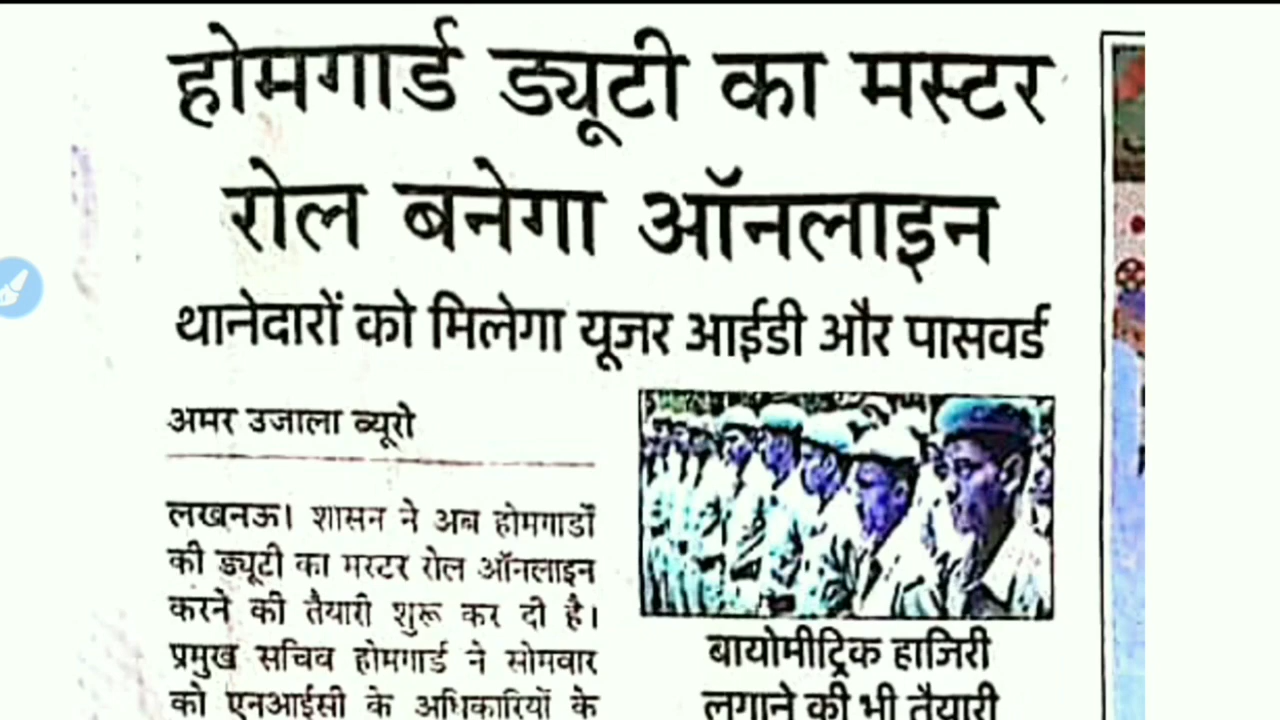 होमगार्ड ड्यूटी का मस्टर
रोल बनेगा ऑनलाइन
थानेदारों को मिलेगा यूजर आईडी और पासवर्ड
अमर उजाला ब्यूरो
लखनऊ। शासन ने अब होमगार्डों
की ड्यूटी का मस्टर रोल ऑनलाइन
करने की तैयारी शुरू कर दी है।
प्रमुख सचिव होमगार्ड ने सोमवार
को एनआईसी के अधिकारियों के
बायोमीट्रिक हाजिरी
लगाने की भी तैयारी